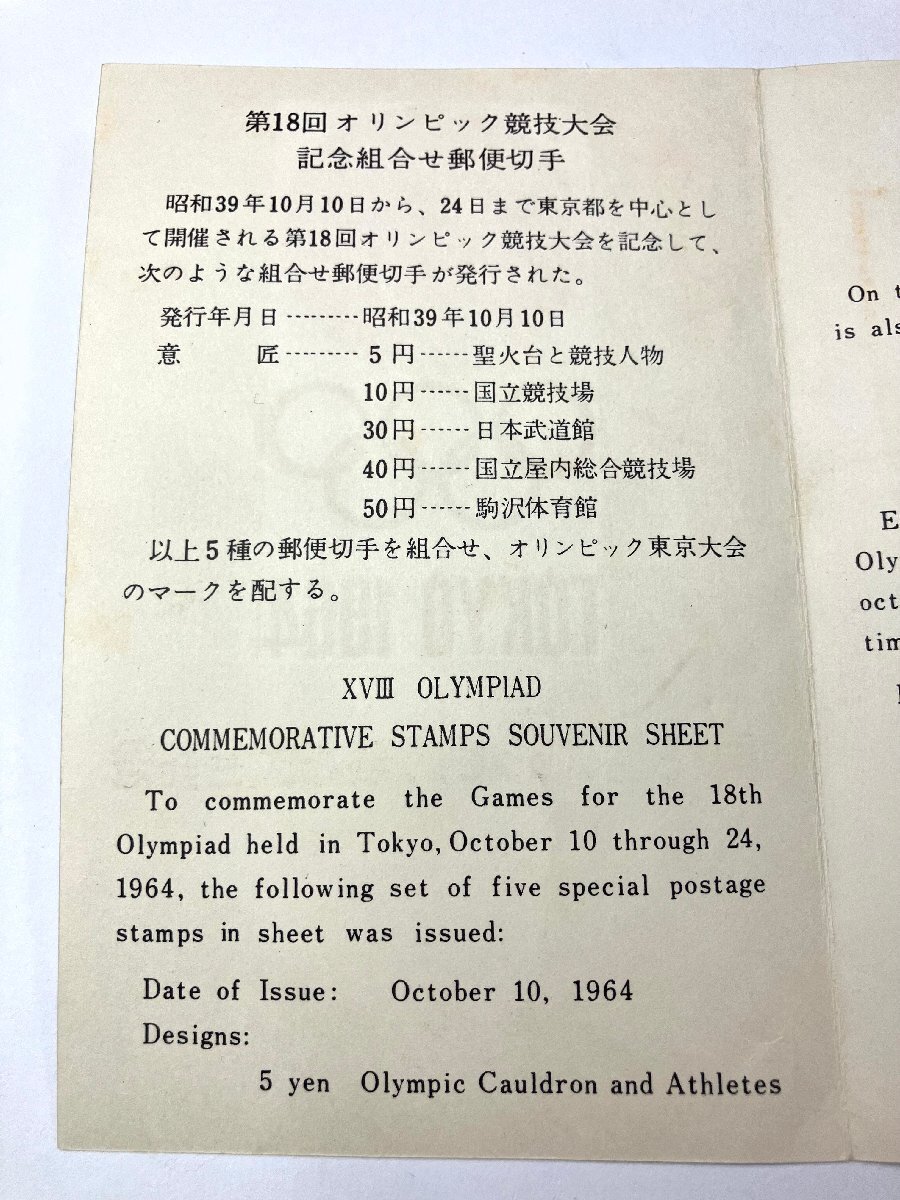 第18回オリンピック競技大会
記念組合せ郵便切手
昭和39年10月10日から、24日まで東京都を中心とし
て開催される第18回オリンピック競技大会を記念して、
次のような組合せ郵便切手が発行された。
発行年月日………昭和39年10月10日
意　　匠………5円……聖火台と競技人物
10円……国立競技場
30円……日本武道館
40円……国立屋内総合競技場
50円……駒沢体育館
以上5種の郵便切手を組合せ、オリンピック東京大会
のマークを配する。
XVIII OLYMPIAD
COMMEMORATIVE STAMPS SOUVENIR SHEET
To commemorate the Games for the 18th
Olympiad held in Tokyo, October 10 through 24,
1964, the following set of five special postage
stamps in sheet was issued:
Date of Issue: October 10, 1964
Designs:
5 yen Olympic Cauldron and Athletes
On
is